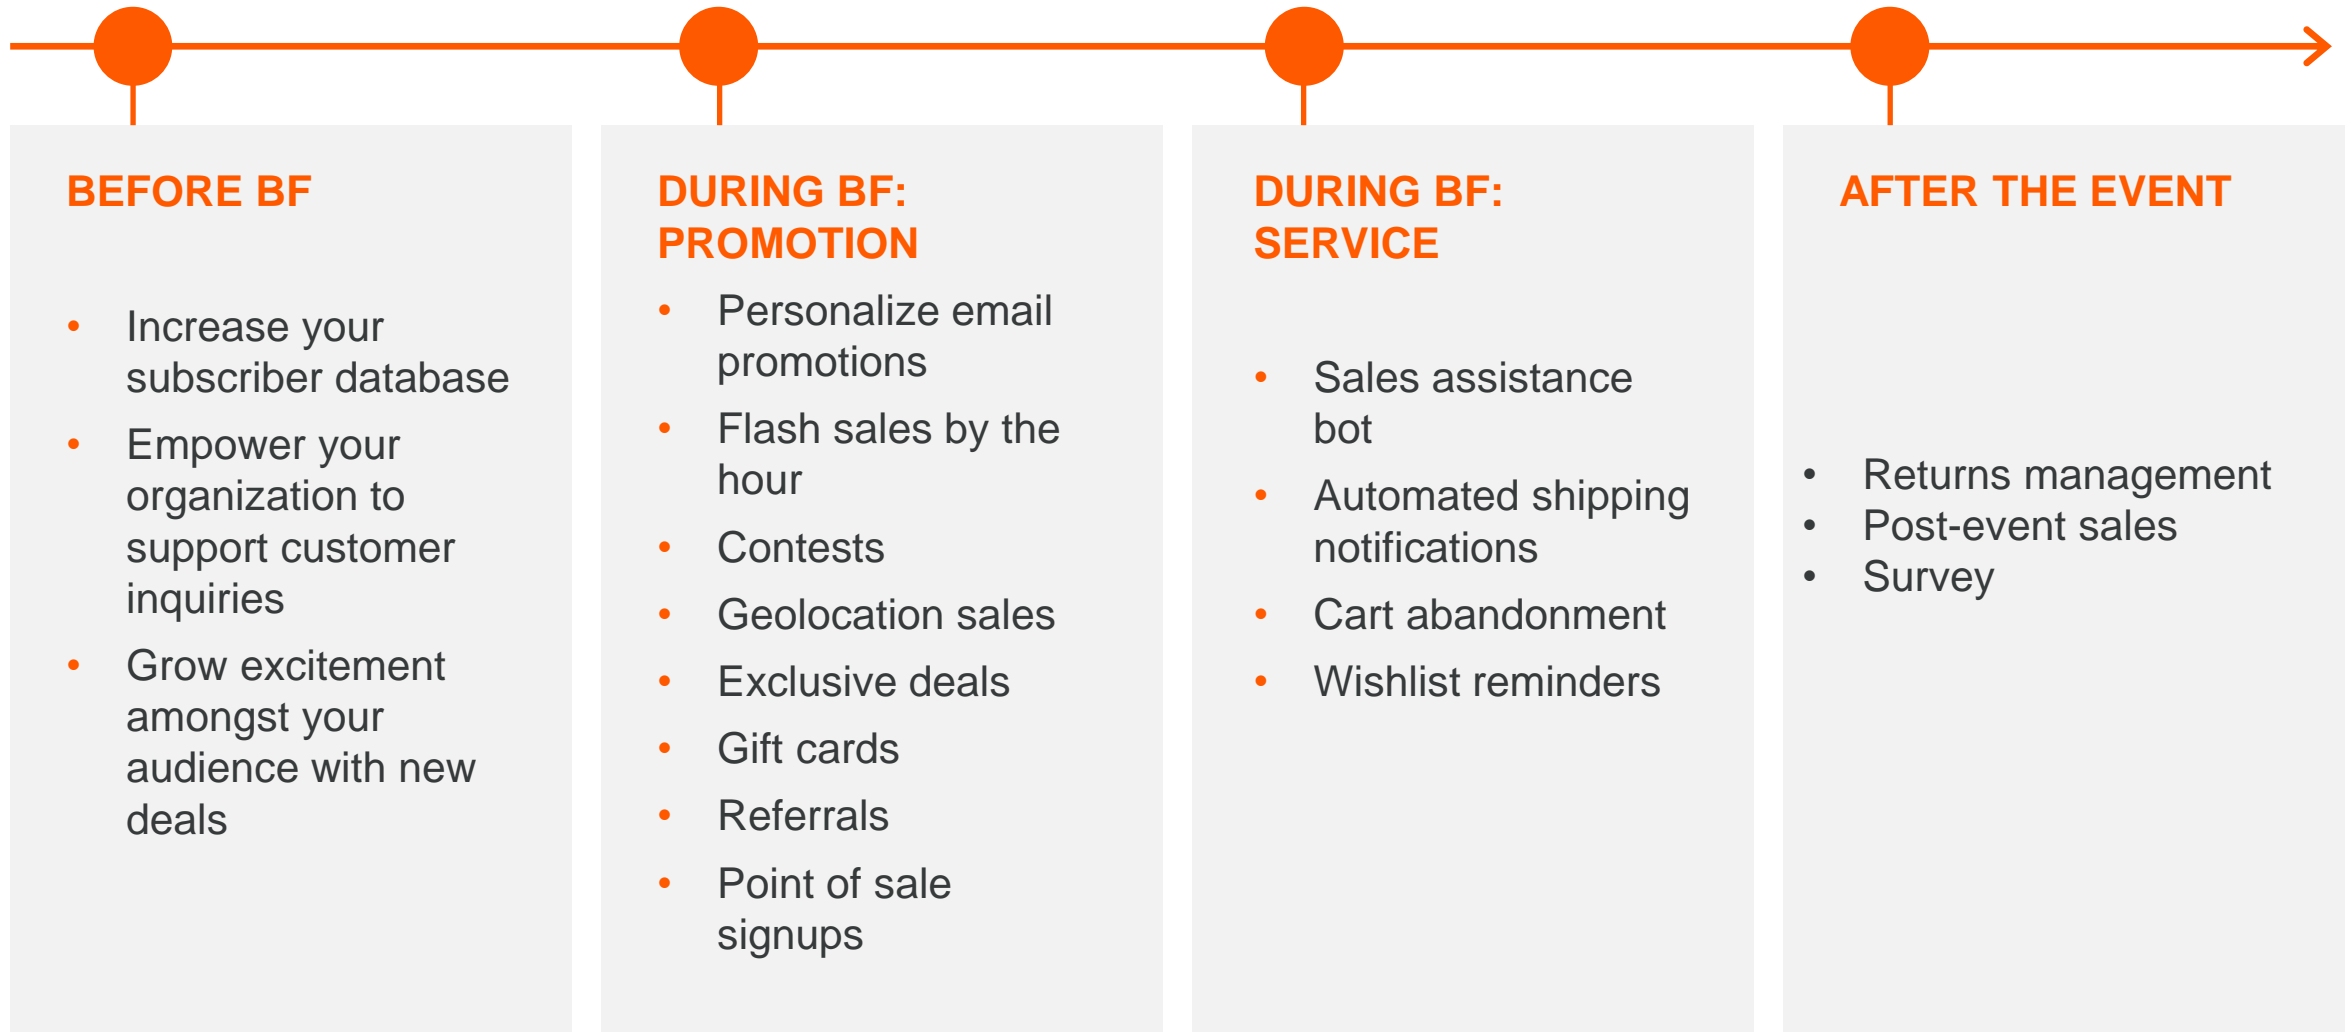 BEFORE BF
• Increase your
subscriber database
• Empower your
organization to
support customer
inquiries
• Grow excitement
amongst your
audience with new
deals
DURING BF:
PROMOTION
• Personalize email
promotions
• Flash sales by the
hour
• Contests
• Geolocation sales
• Exclusive deals
• Gift cards
• Referrals
• Point of sale
signups
DURING BF:
SERVICE
• Sales assistance
bot
• Automated shipping
notifications
• Cart abandonment
• Wishlist reminders
AFTER THE EVENT
• Returns management
• Post-event sales
• Survey